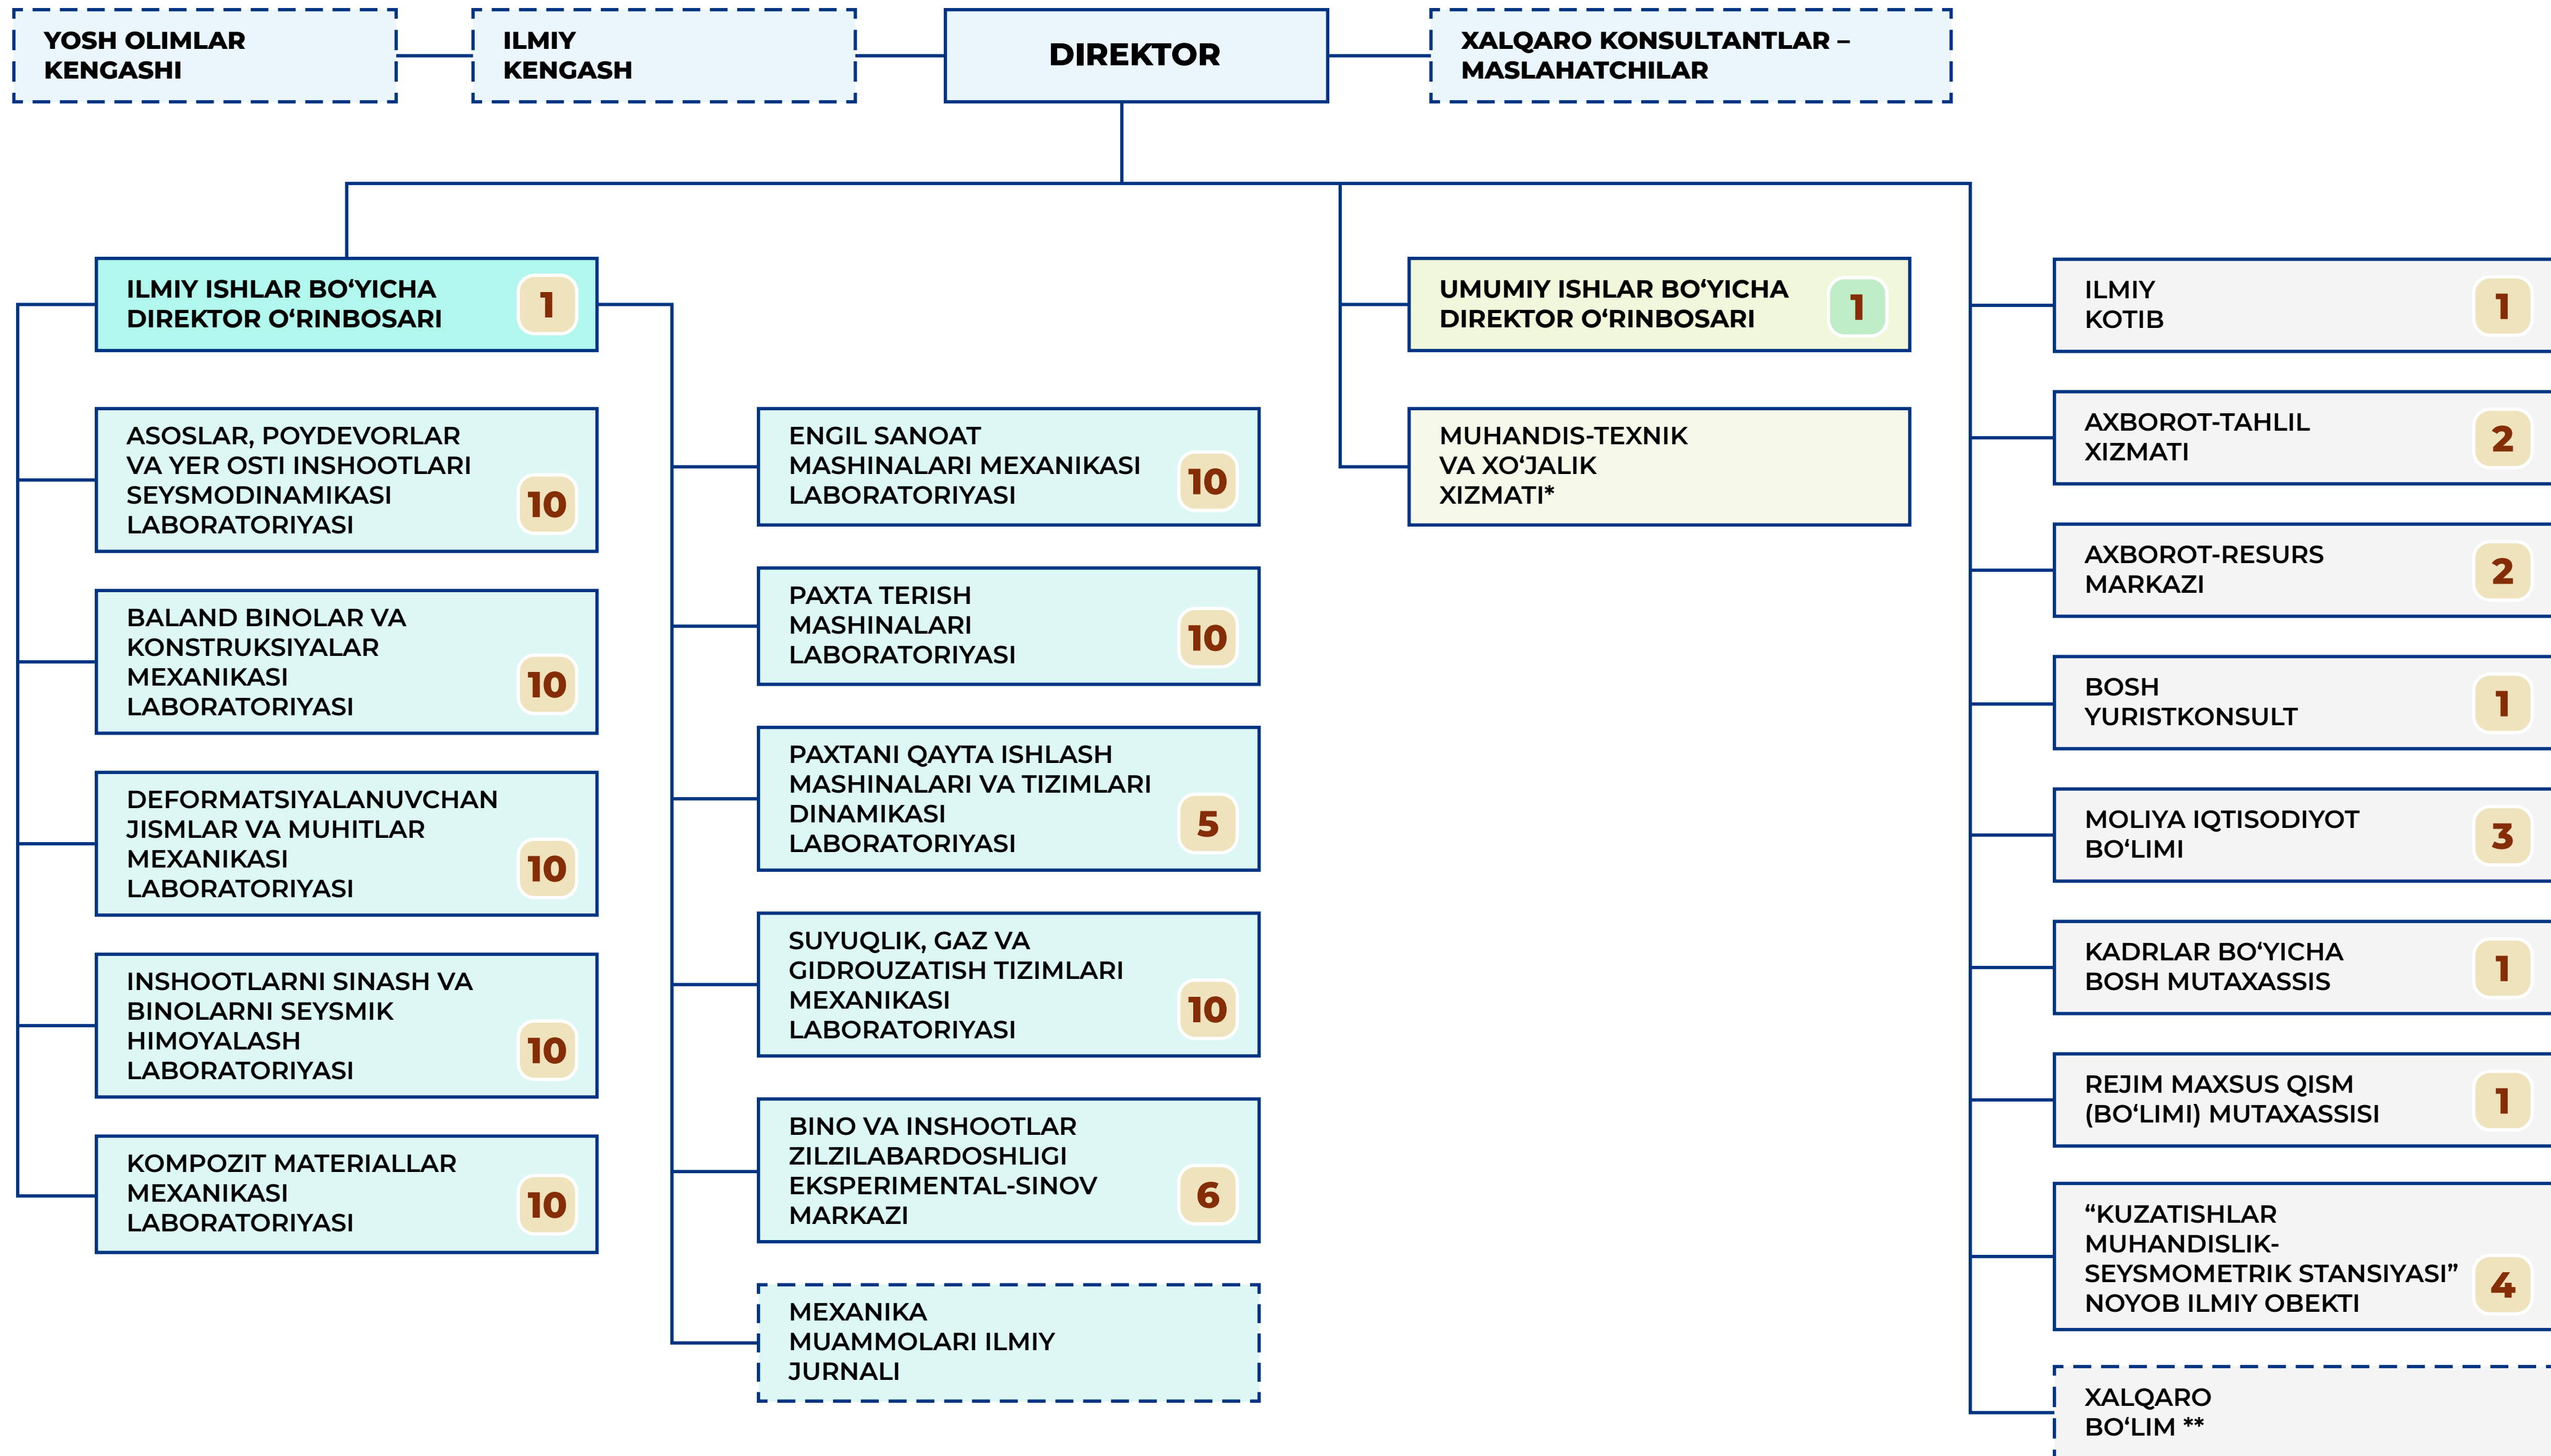 YOSH OLIMLAR
KENGASHI
ILMIY
KENGASH
DIREKTOR
XALQARO KONSULTANTLAR –
MASLAHATCHILAR
ILMIY ISHLAR BO‘YICHA
DIREKTOR O‘RINBOSARI
1
ASOSLAR, POYDEVORLAR
VA YER OSTI INSHOOTLARI
SEYSMODINAMIKASI
LABORATORIYASI
10
BALAND BINOLAR VA
KONSTRUKSIYALAR
MEXANIKASI
LABORATORIYASI
10
DEFORMATSIYALANUVCHAN
JISMLAR VA MUHITLAR
MEXANIKASI
LABORATORIYASI
10
INSHOOTLARNI SINASH VA
BINOLARNI SEYSMIK
HIMOYALASH
LABORATORIYASI
10
KOMPOZIT MATERIALLAR
MEXANIKASI
LABORATORIYASI
10
ENGIL SANOAT
MASHINALARI MEXANIKASI
LABORATORIYASI
10
PAXTA TERISH
MASHINALARI
LABORATORIYASI
10
PAXTANI QAYTA ISHLASH
MASHINALARI VA TIZIMLARI
DINAMIKASI
LABORATORIYASI
5
SUYUQLIK, GAZ VA
GIDROUZATISH TIZIMLARI
MEXANIKASI
LABORATORIYASI
10
BINO VA INSHOOTLAR
ZILZILABARDOSHLIGI
EKSPERIMENTAL-SINOV
MARKAZI
6
MEXANIKA
MUAMMOLARI ILMIY
JURNALI
UMUMIY ISHLAR BO‘YICHA
DIREKTOR O‘RINBOSARI
1
MUHANDIS-TEXNIK
VA XO‘JALIK
XIZMATI*
ILMIY
KOTIB
1
AXBOROT-TAHLIL
XIZMATI
2
AXBOROT-RESURS
MARKAZI
2
BOSH
YURISTKONSULT
1
MOLIYA IQTISODIYOT
BO‘LIMI
3
KADRLAR BO‘YICHA
BOSH MUTAXASSIS
1
REJIM MAXSUS QISM
(BO‘LIMI) MUTAXASSISI
1
“KUZATISHLAR
MUHANDISLIK-
SEYSMOMETRIK STANSIYASI”
NOYOB ILMIY OBEKTI
4
XALQARO
BO‘LIM **